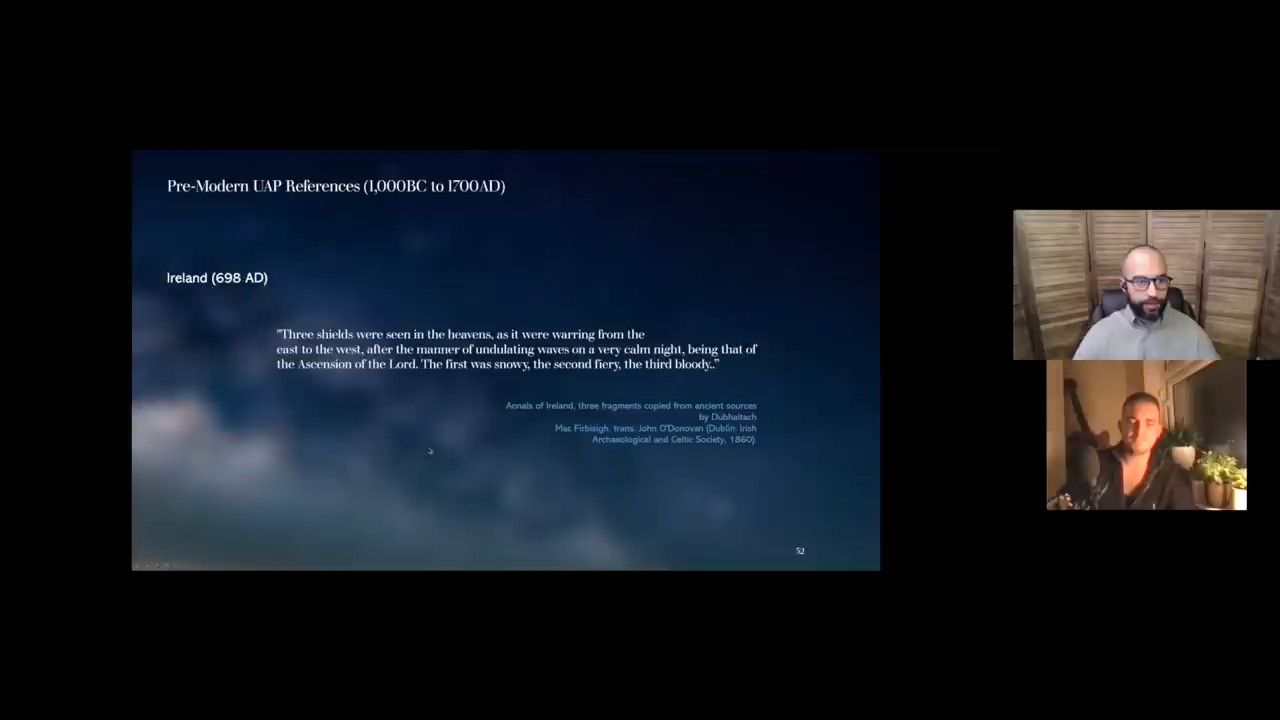 Pre-Modern UAP References (1,000BC to 1700AD)
Ireland (698 AD)
"Three shields were seen in the heavens, as it were warring from the
east to the west, after the manner of undulating waves on a very calm night, being that of
the Ascension of the Lord. The first was snowy, the second fiery, the third bloody.."
Annals of Ireland, three fragments copied from ancient sources
by Dubhaltach
Mac Firbisigh, trans. John O'Donovan (Dublin: Irish
Archaeological and Celtic Society, 1860).
52